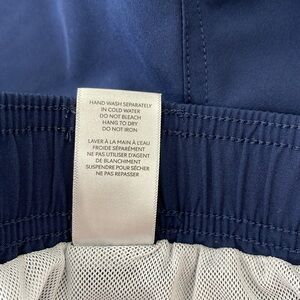 HAND WASH SEPARATELY
IN COLD WATER
DO NOT BLEACH
HANG TO DRY
DO NOT IRON
LAVER À LA MAIN À L'EAU
FROIDE SÉPARÉMENT
NE PAS UTILISER D'AGENT
DE BLANCHIMENT
SUSPENDRE POUR SÉCHER
NE PAS REPASSER